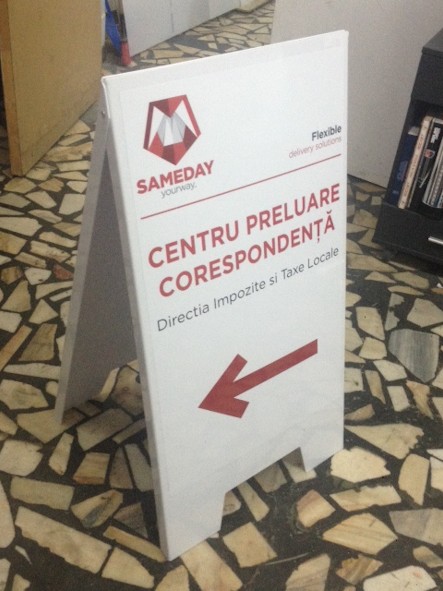 SAMEDAY
yourway.
Flexible
delivery solutions
CENTRU PRELUARE
CORESPONDENȚĂ
Directia Impozite si Taxe Locale